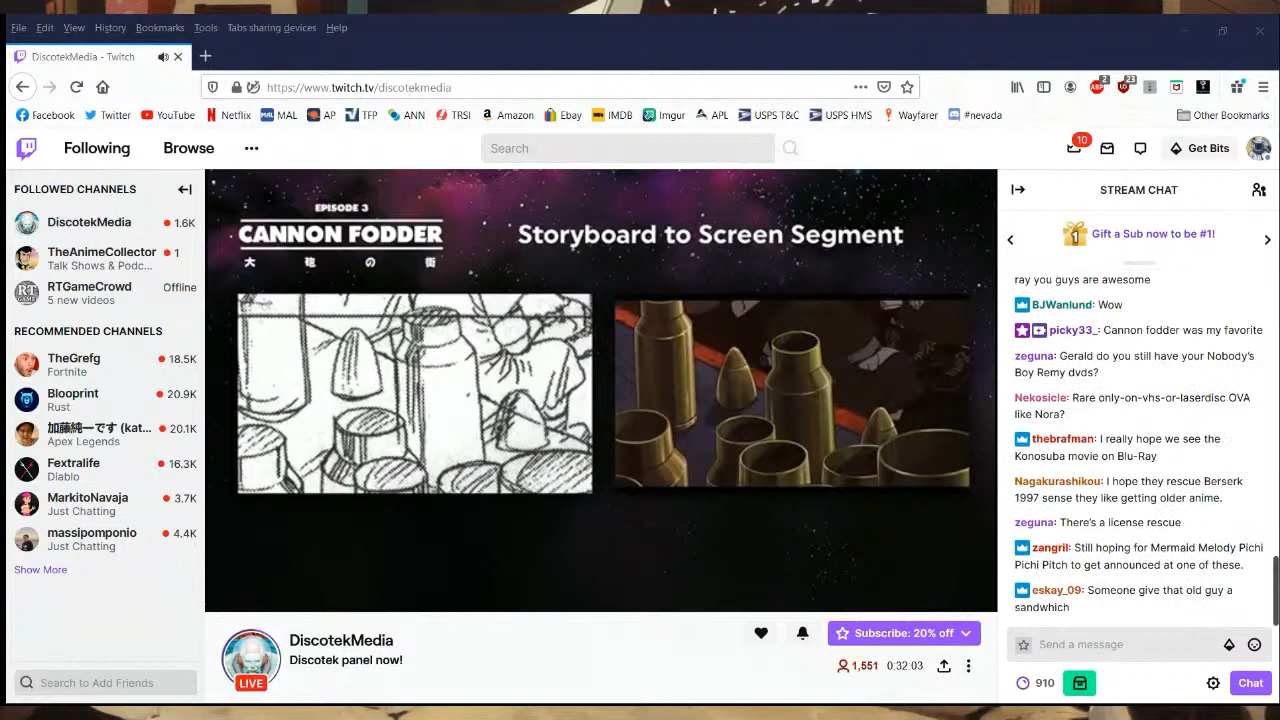 File Edit View History Bookmarks Tools Tabs sharing devices Help
DiscotekMedia - Twitch
https://www.twitch.tv/discotekmedia
2 23
Facebook Twitter YouTube Netflix MAL MAL AP TFP ANN TRSI Amazon Ebay IMDB Imgur APL USPS T&C USPS HMS Wayfarer #nevada Other Bookmarks
Following Browse Search 10 Get Bits
FOLLOWED CHANNELS
DiscotekMedia 1.6K
TheAnimeCollector 1
Talk Shows & Podc...
RTGameCrowd Offline
5 new videos
RECOMMENDED CHANNELS
TheGrefg 18.5K
Fortnite
Blooprint 20.9K
Rust
加藤純一です (kat... 20.1K
Apex Legends
Fextralife 16.3K
Diablo
MarkitoNavaja 3.7K
Just Chatting
massipomponio 4.4K
Just Chatting
Show More
Search to Add Friends
EPISODE 3
CANNON FODDER
大砲の街
Storyboard to Screen Segment
DiscotekMedia
Discotek panel now!
LIVE
Subscribe: 20% off
1,551 0:32:03
STREAM CHAT
1 Gift a Sub now to be #1!
ray you guys are awesome
BJWanlund: Wow
picky33_: Cannon fodder was my favorite
zeguna: Gerald do you still have your Nobody's
Boy Remy dvds?
Nekosicle: Rare only-on-vhs-or-laserdisc OVA
like Nora?
thebrafman: I really hope we see the
Konosuba movie on Blu-Ray
Nagakurashikou: I hope they rescue Berserk
1997 sense they like getting older anime.
zeguna: There's a license rescue
zangril: Still hoping for Mermaid Melody Pichi
Pichi Pitch to get announced at one of these.
eskay_09: Someone give that old guy a
sandwhich
Send a message
910 Chat